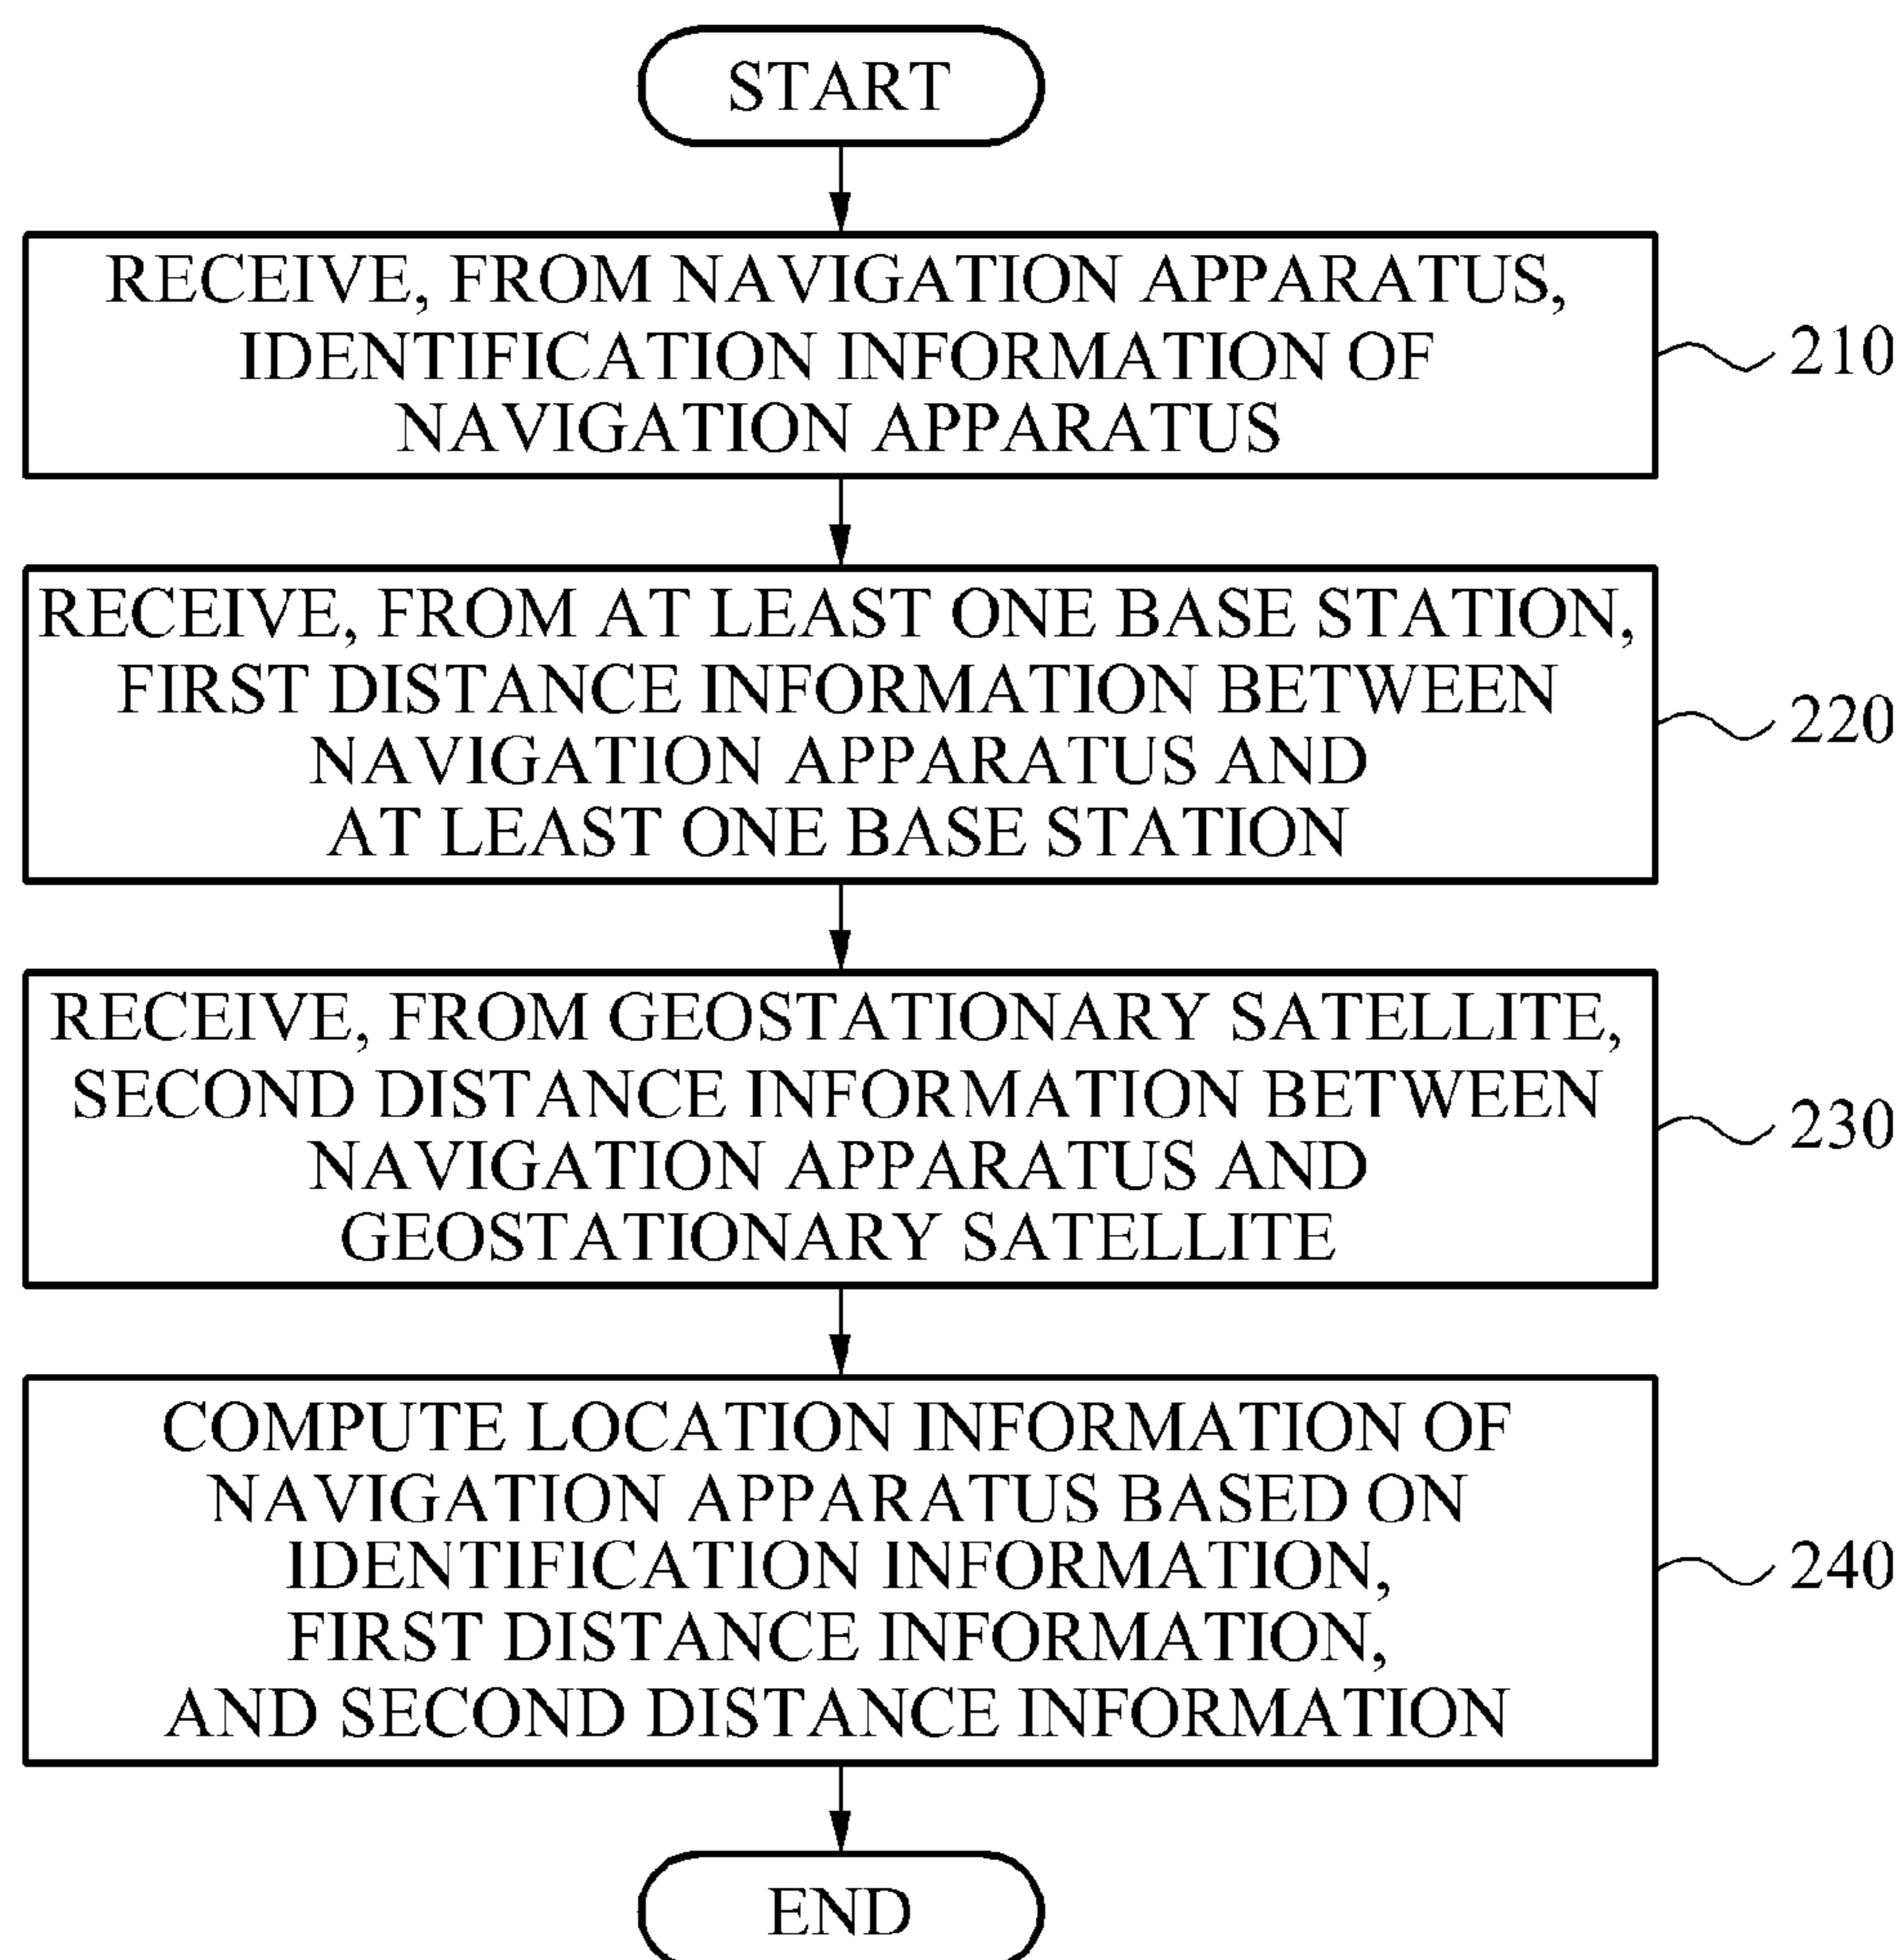 START
RECEIVE, FROM NAVIGATION APPARATUS,
IDENTIFICATION INFORMATION OF
NAVIGATION APPARATUS
210
RECEIVE, FROM AT LEAST ONE BASE STATION,
FIRST DISTANCE INFORMATION BETWEEN
NAVIGATION APPARATUS AND
AT LEAST ONE BASE STATION
220
RECEIVE, FROM GEOSTATIONARY SATELLITE,
SECOND DISTANCE INFORMATION BETWEEN
NAVIGATION APPARATUS AND
GEOSTATIONARY SATELLITE
230
COMPUTE LOCATION INFORMATION OF
NAVIGATION APPARATUS BASED ON
IDENTIFICATION INFORMATION,
FIRST DISTANCE INFORMATION,
AND SECOND DISTANCE INFORMATION
240
END